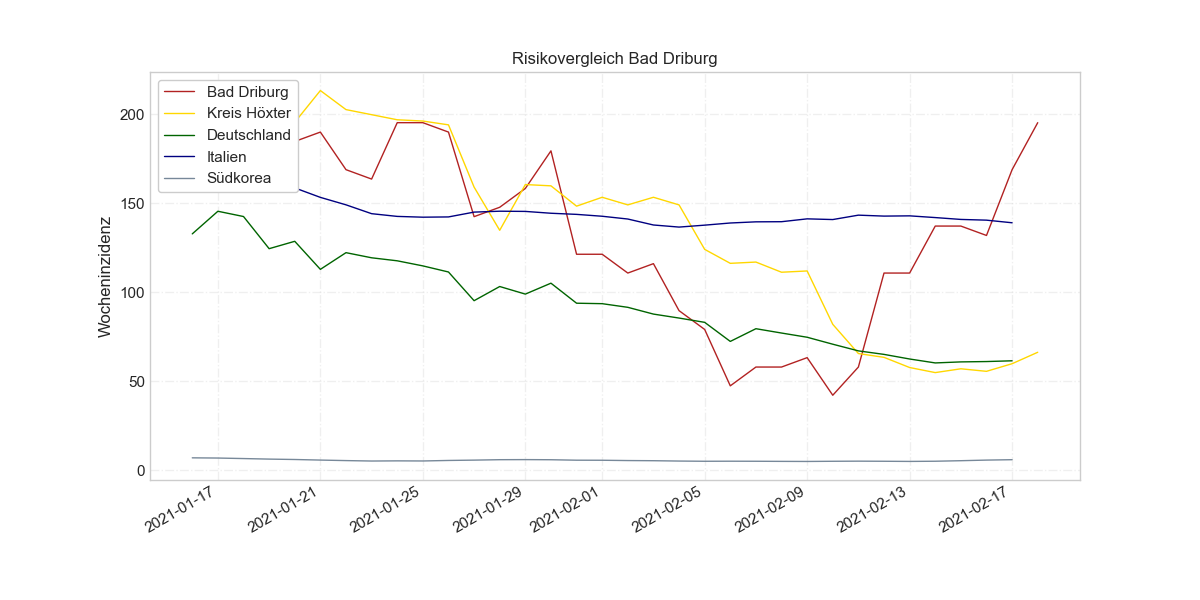 Risikovergleich Bad Driburg
Bad Driburg
Kreis Höxter
Deutschland
Italien
Südkorea
Wocheninzidenz
200
150
100
50
0
2021-01-17
2021-01-21
2021-01-25
2021-01-29
2021-02-01
2021-02-05
2021-02-09
2021-02-13
2021-02-17